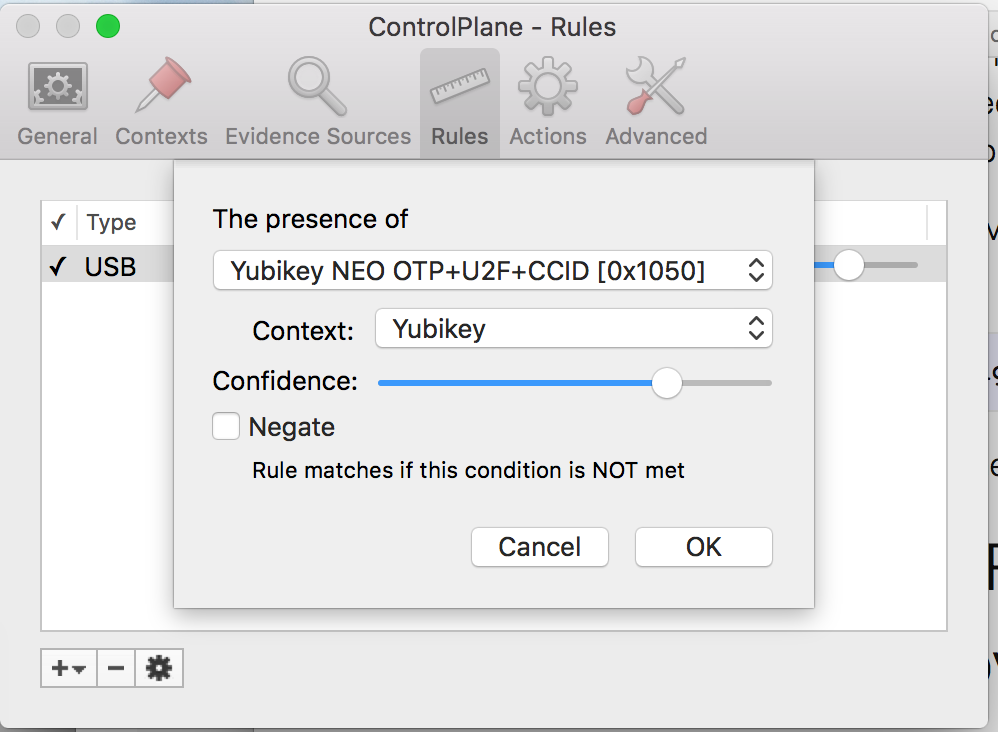 ControlPlane - Rules
General Contexts Evidence Sources Rules Actions Advanced
✓ Type
✓ USB
The presence of
Yubikey NEO OTP+U2F+CCID [0x1050]
Context: Yubikey
Confidence:
Negate
Rule matches if this condition is NOT met
Cancel OK